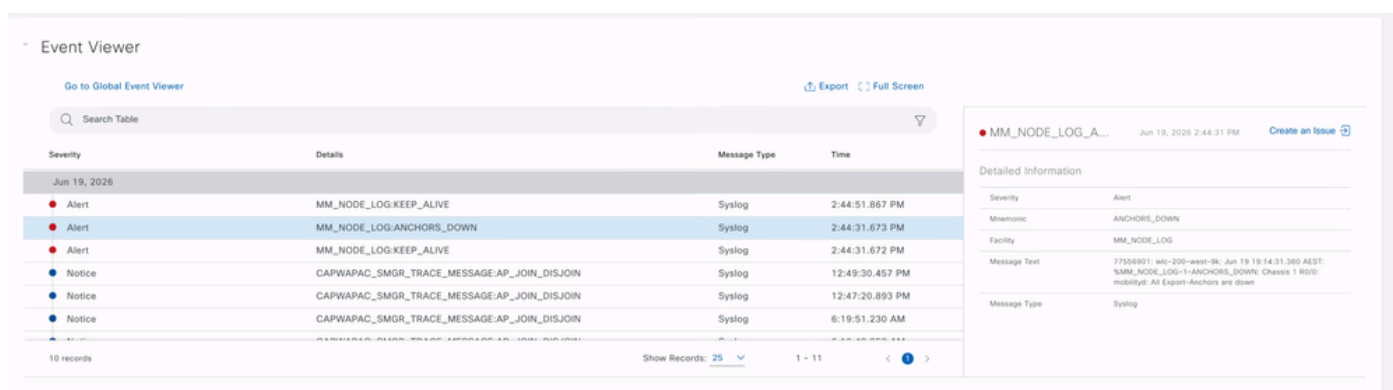 Event Viewer
Go to Global Event Viewer
Export Full Screen
Search Table
Severity Details Message Type Time
Jun 19, 2026
Alert MM_NODE_LOG:KEEP_ALIVE Syslog 2:44:51.867 PM
Alert MM_NODE_LOG:ANCHORS_DOWN Syslog 2:44:31.673 PM
Alert MM_NODE_LOG:KEEP_ALIVE Syslog 2:44:31.672 PM
Notice CAPWAPAC_SMGR_TRACE_MESSAGE:AP_JOIN_DISJOIN Syslog 12:49:30.457 PM
Notice CAPWAPAC_SMGR_TRACE_MESSAGE:AP_JOIN_DISJOIN Syslog 12:47:20.893 PM
Notice CAPWAPAC_SMGR_TRACE_MESSAGE:AP_JOIN_DISJOIN Syslog 6:19:51.230 AM
10 records Show Records: 25 1 - 11 1
MM_NODE_LOG_A... Jun 19, 2026 2:44:31 PM Create an Issue
Detailed Information
Severity Alert
Mnemonic ANCHORS_DOWN
Facility MM_NODE_LOG
Message Text 77556901: wlc-200-west-9k: Jun 19 19:14:31.360 AEST:
%MM_NODE_LOG-1-ANCHORS_DOWN: Chassis 1 R0/0:
mobilityd: All Export-Anchors are down
Message Type Syslog